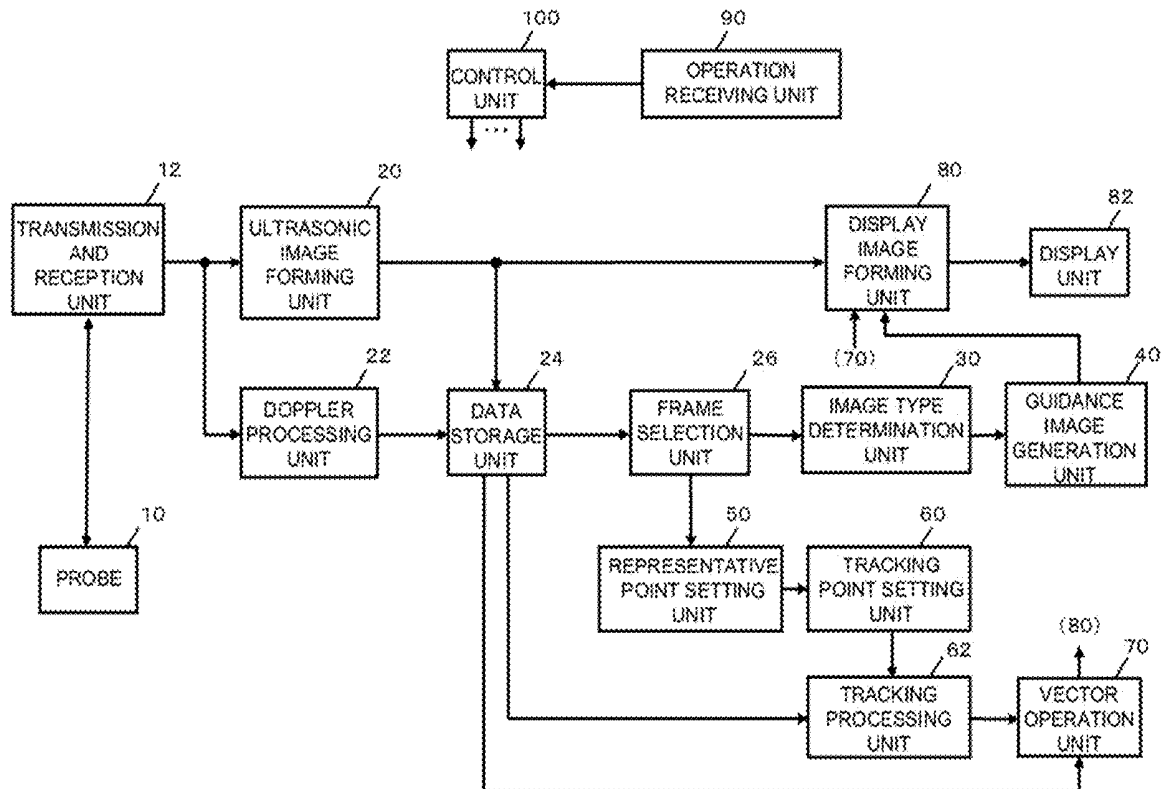 100
90
CONTROL
UNIT
OPERATION
RECEIVING UNIT
...
12
20
80
82
TRANSMISSION
AND
RECEPTION
UNIT
ULTRASONIC
IMAGE
FORMING
UNIT
DISPLAY
IMAGE
FORMING
UNIT
DISPLAY
UNIT
22
24
26
(70)
30
40
DOPPLER
PROCESSING
UNIT
DATA
STORAGE
UNIT
FRAME
SELECTION
UNIT
IMAGE TYPE
DETERMINATION
UNIT
GUIDANCE
IMAGE
GENERATION
UNIT
10
50
60
PROBE
REPRESENTATIVE
POINT SETTING
UNIT
TRACKING
POINT SETTING
UNIT
(80)
62
70
TRACKING
PROCESSING
UNIT
VECTOR
OPERATION
UNIT